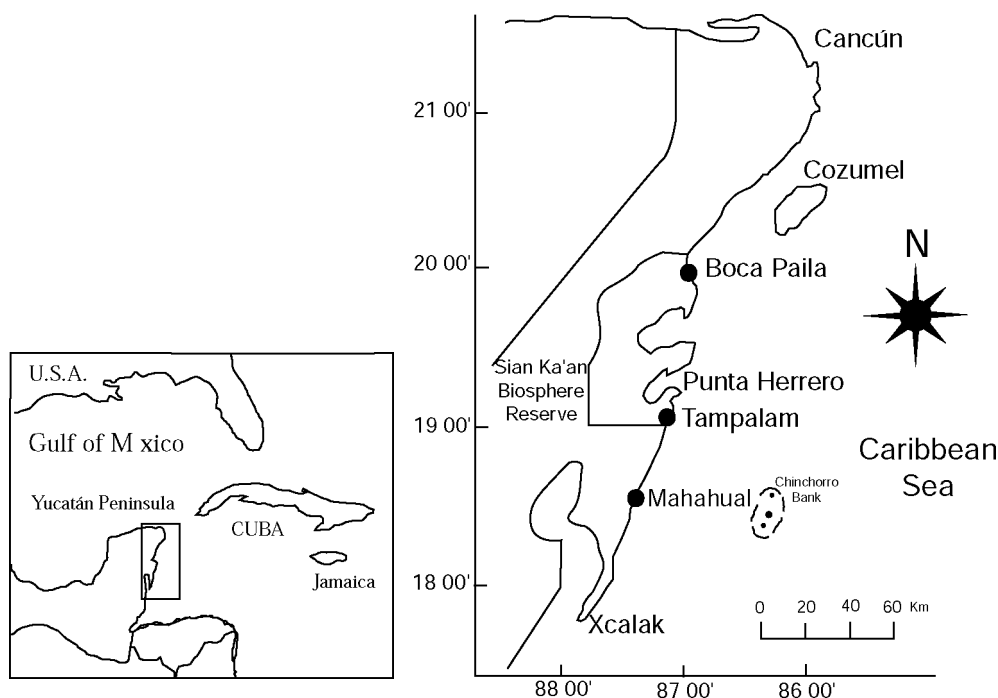 U.S.A.
Gulf of M xico
Yucatán Peninsula
CUBA
Jamaica
Cancún
21 00'
Cozumel
N
20 00'
Boca Paila
Sian Ka'an
Biosphere
Reserve
Punta Herrero
Tampalam
19 00'
Caribbean
Sea
Chinchorro
Bank
Mahahual
18 00'
Xcalak
0 20 40 60 Km
88 00' 87 00' 86 00'